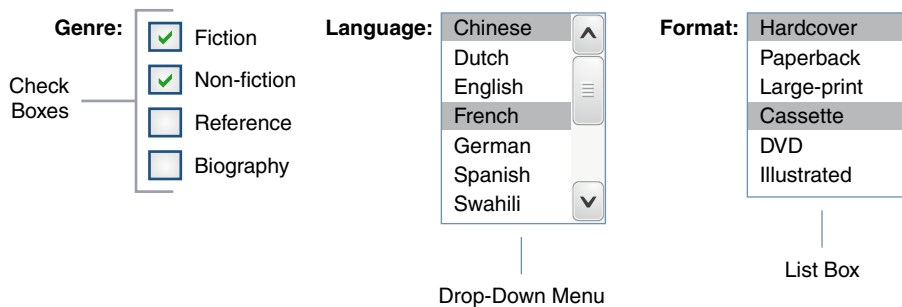 Genre:
Fiction
Non-fiction
Reference
Biography
Check
Boxes
Language:
Chinese
Dutch
English
French
German
Spanish
Swahili
Drop-Down Menu
Format:
Hardcover
Paperback
Large-print
Cassette
DVD
Illustrated
List Box